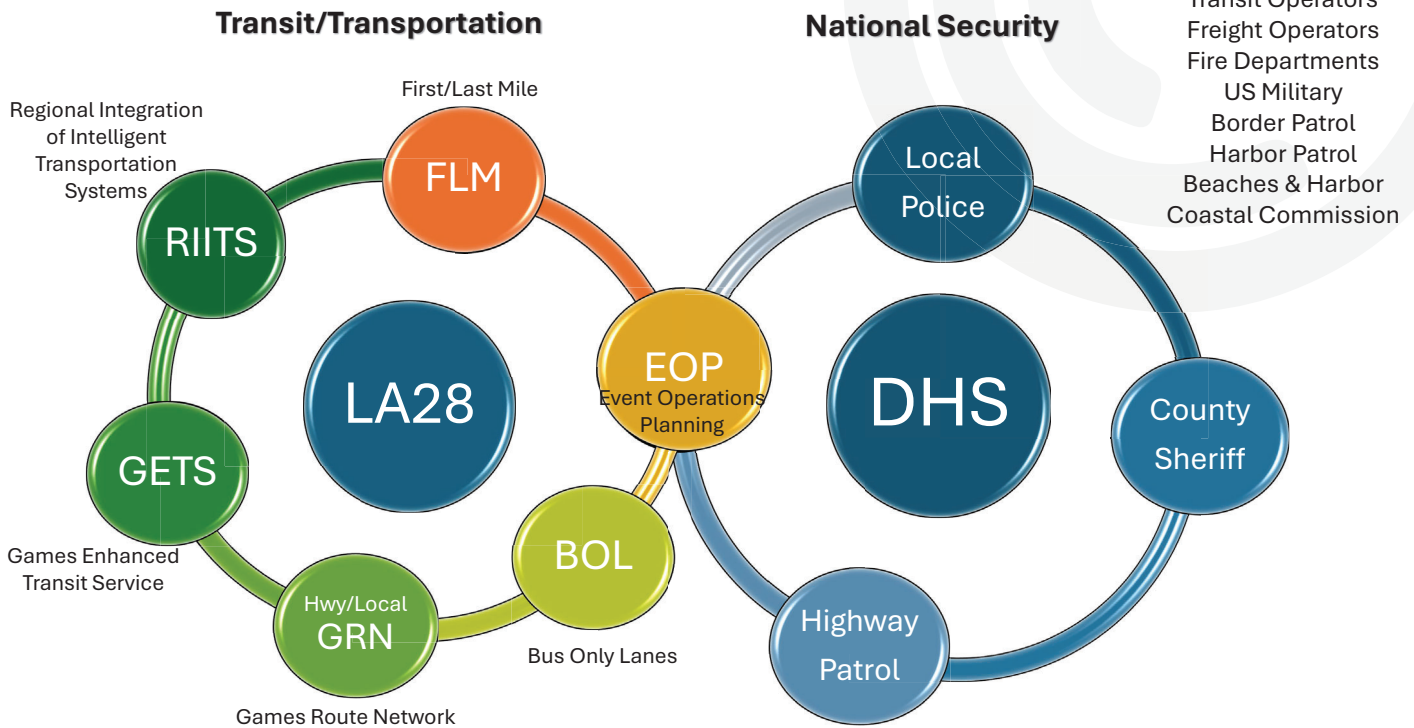 Transit/Transportation
National Security
Transit Operators
Freight Operators
Fire Departments
US Military
Border Patrol
Harbor Patrol
Beaches & Harbor
Coastal Commission
First/Last Mile
FLM
Regional Integration
of Intelligent
Transportation
Systems
RIITS
LA28
GETS
Games Enhanced
Transit Service
Hwy/Local
GRN
Games Route Network
BOL
Bus Only Lanes
EOP
Event Operations
Planning
Local
Police
DHS
County
Sheriff
Highway
Patrol